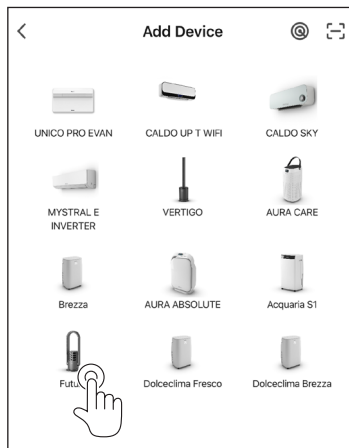 Add Device
UNICO PRO EVAN CALDO UP T WIFI CALDO SKY
MYSTRAL E VERTIGO AURA CARE
INVERTER
Brezza AURA ABSOLUTE Acquaria S1
Dolceclima Fresco Dolceclima Brezza